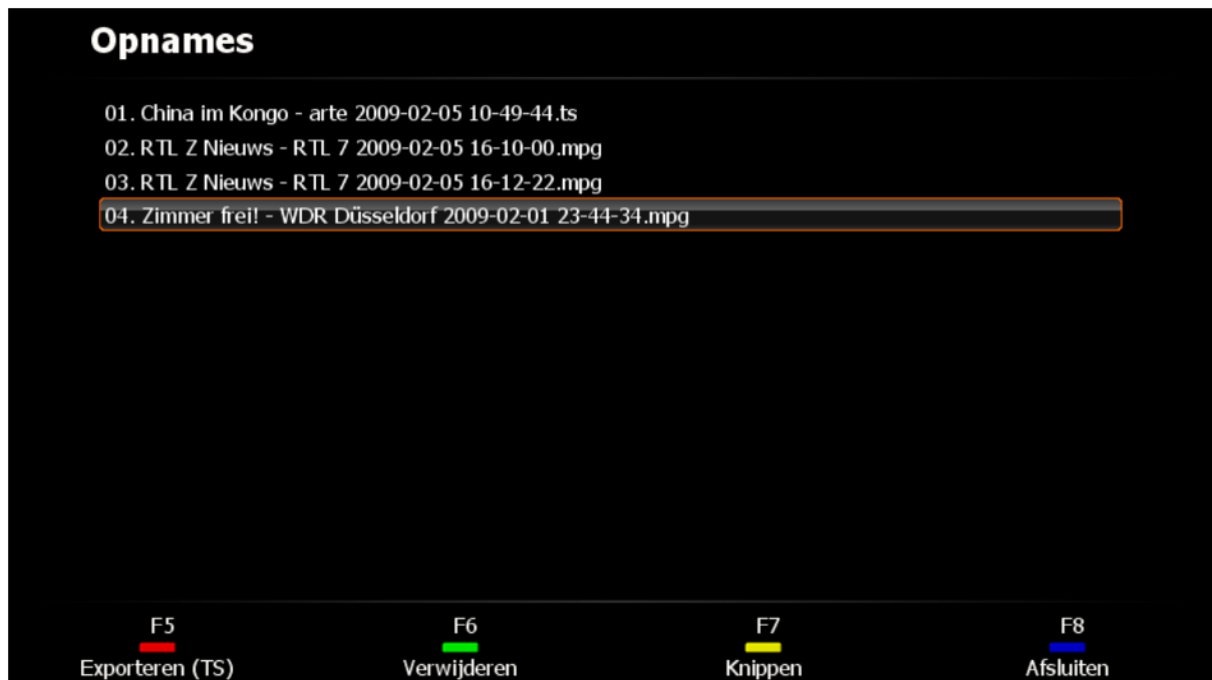 Opnames
01. China im Kongo - arte 2009-02-05 10-49-44.ts
02. RTL Z Nieuws - RTL 7 2009-02-05 16-10-00.mpg
03. RTL Z Nieuws - RTL 7 2009-02-05 16-12-22.mpg
04. Zimmer frei! - WDR Düsseldorf 2009-02-01 23-44-34.mpg
F5 F6 F7 F8
Exporteren (TS) Verwijderen Knippen Afsluiten